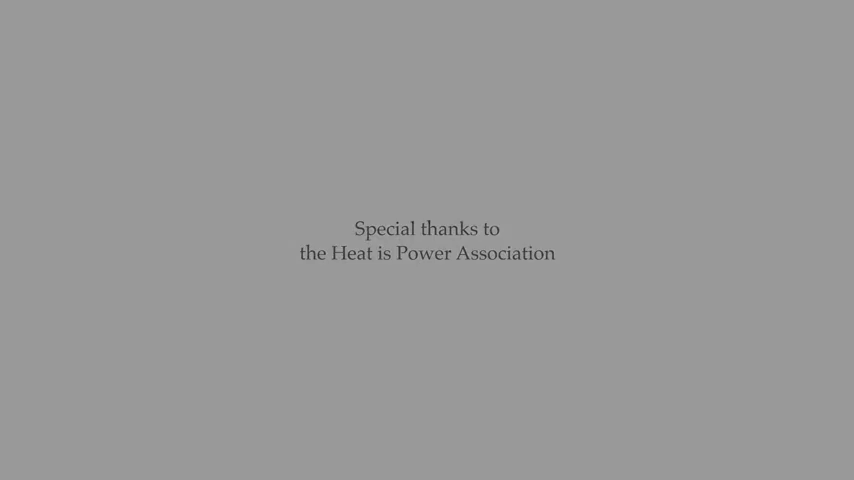 Special thanks to
the Heat is Power Association